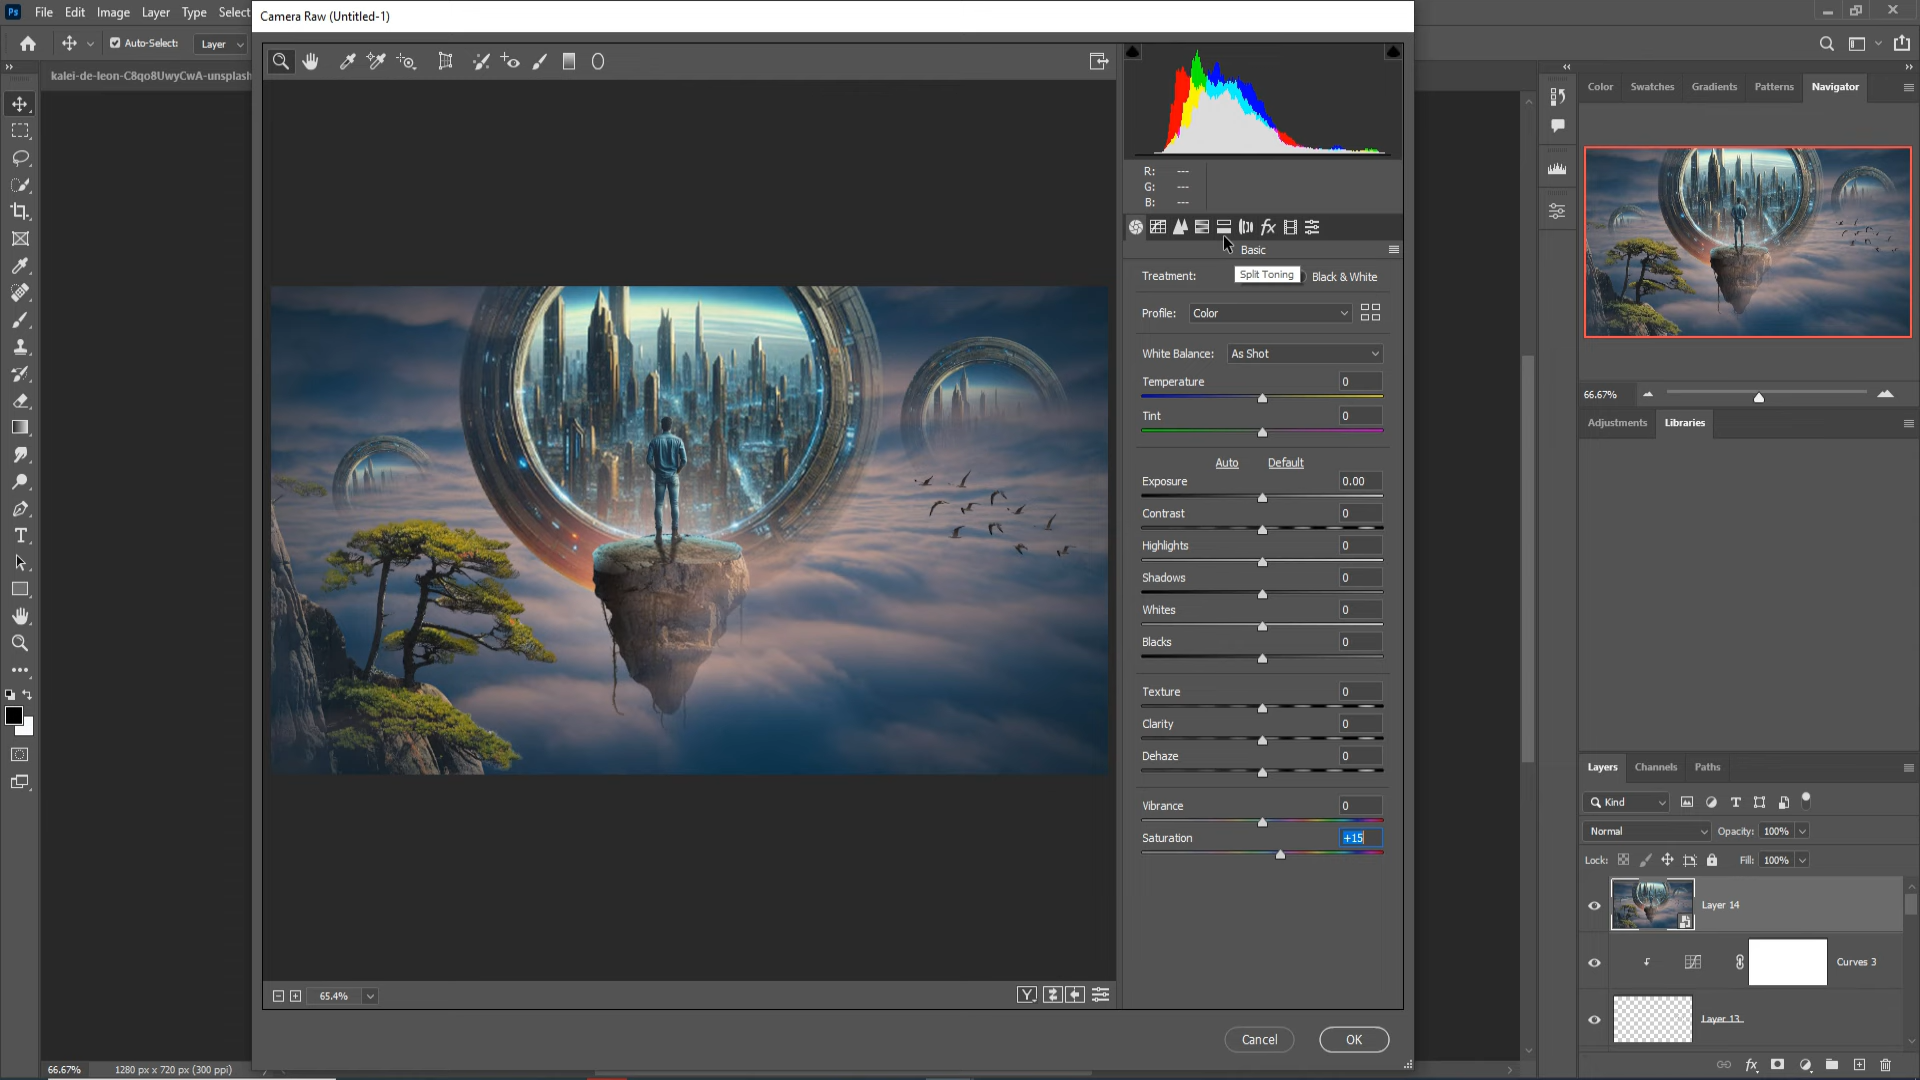 Ps File Edit Image Layer Type Select
Camera Raw (Untitled-1)
Auto-Select: Layer
kalei-de-leon-C8qo8UwyCwA-unsplash
R: ---
G: ---
B: ---
Basic
Treatment: Black & White
Split Toning
Profile: Color
White Balance: As Shot
Temperature 0
Tint 0
Auto Default
Exposure 0.00
Contrast 0
Highlights 0
Shadows 0
Whites 0
Blacks 0
Texture 0
Clarity 0
Dehaze 0
Vibrance 0
Saturation +15
65.4%
Y
Cancel OK
66.67% 1280 px x 720 px (300 ppi)
Color Swatches Gradients Patterns Navigator
66.67%
Adjustments Libraries
Layers Channels Paths
Kind
Normal Opacity: 100%
Lock: Fill: 100%
Layer 14
Curves 3
Layer 13
fx